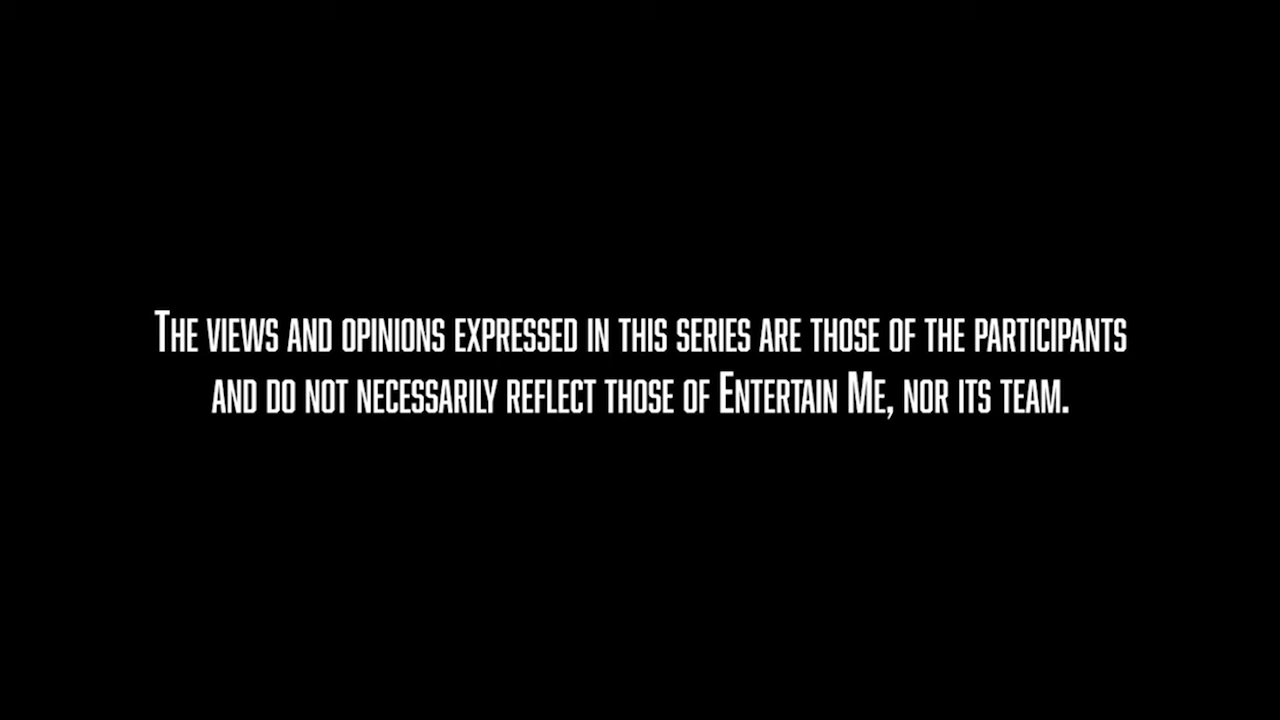 The views and opinions expressed in this series are those of the participants
and do not necessarily reflect those of Entertain Me, nor its team.